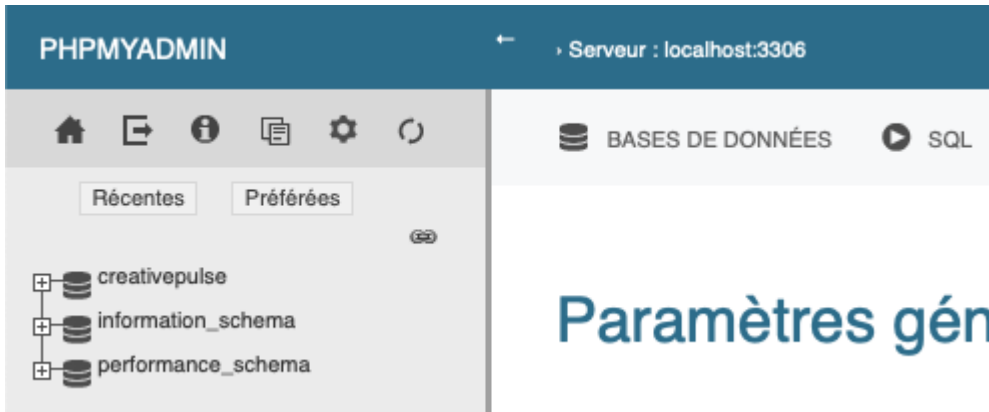 PHPMYADMIN
← › Serveur : localhost:3306
BASES DE DONNÉES SQL
Récentes Préférées
creativepulse
information_schema
performance_schema
Paramètres gén